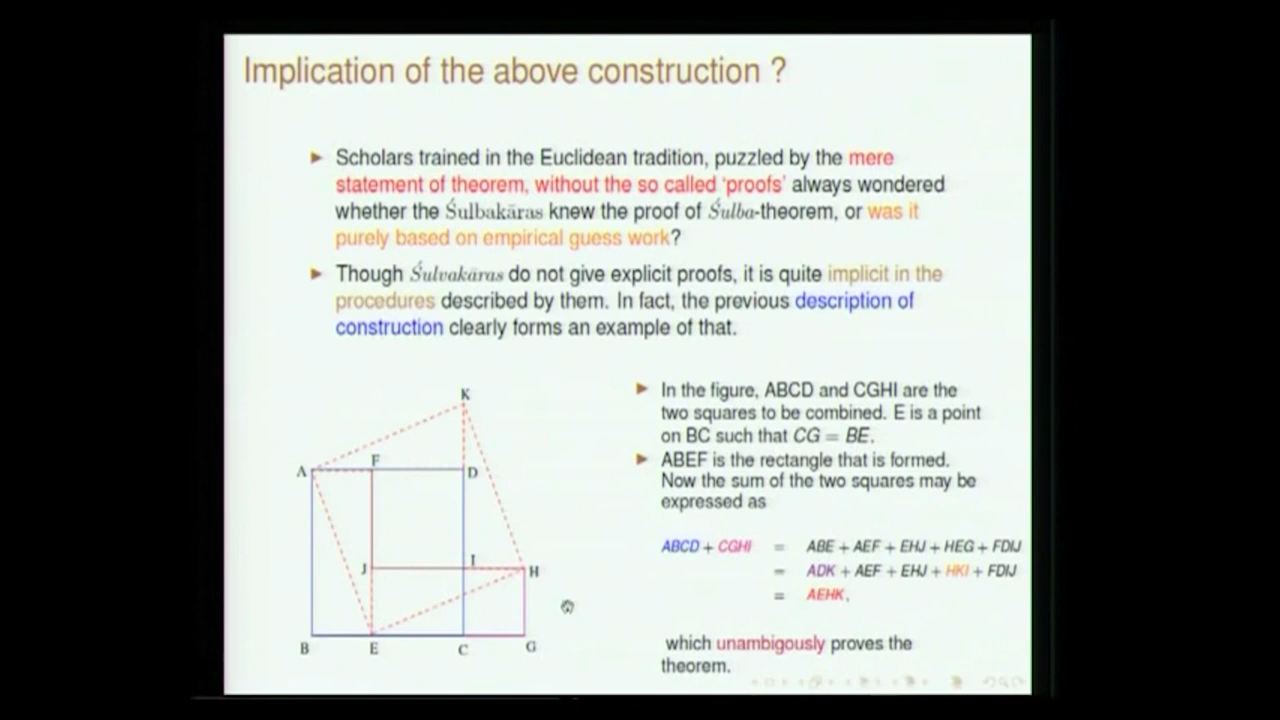 Implication of the above construction ?
► Scholars trained in the Euclidean tradition, puzzled by the mere
statement of theorem, without the so called 'proofs' always wondered
whether the Śulbakāras knew the proof of Śulba-theorem, or was it
purely based on empirical guess work?
► Though Śulvakāras do not give explicit proofs, it is quite implicit in the
procedures described by them. In fact, the previous description of
construction clearly forms an example of that.
K
A F D
J I H
B E C G
► In the figure, ABCD and CGHI are the
two squares to be combined. E is a point
on BC such that CG = BE.
► ABEF is the rectangle that is formed.
Now the sum of the two squares may be
expressed as
ABCD + CGHI = ABE + AEF + EHJ + HEG + FDIJ
= ADK + AEF + EHJ + HKI + FDIJ
= AEHK,
which unambigously proves the
theorem.